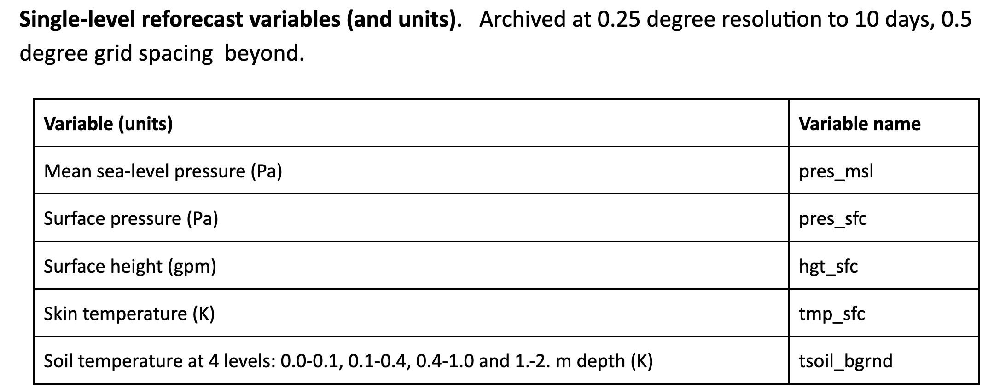 Single-level reforecast variables (and units).   Archived at 0.25 degree resolution to 10 days, 0.5
degree grid spacing  beyond.
Variable (units) Variable name
Mean sea-level pressure (Pa) pres_msl
Surface pressure (Pa) pres_sfc
Surface height (gpm) hgt_sfc
Skin temperature (K) tmp_sfc
Soil temperature at 4 levels: 0.0-0.1, 0.1-0.4, 0.4-1.0 and 1.-2. m depth (K) tsoil_bgrnd